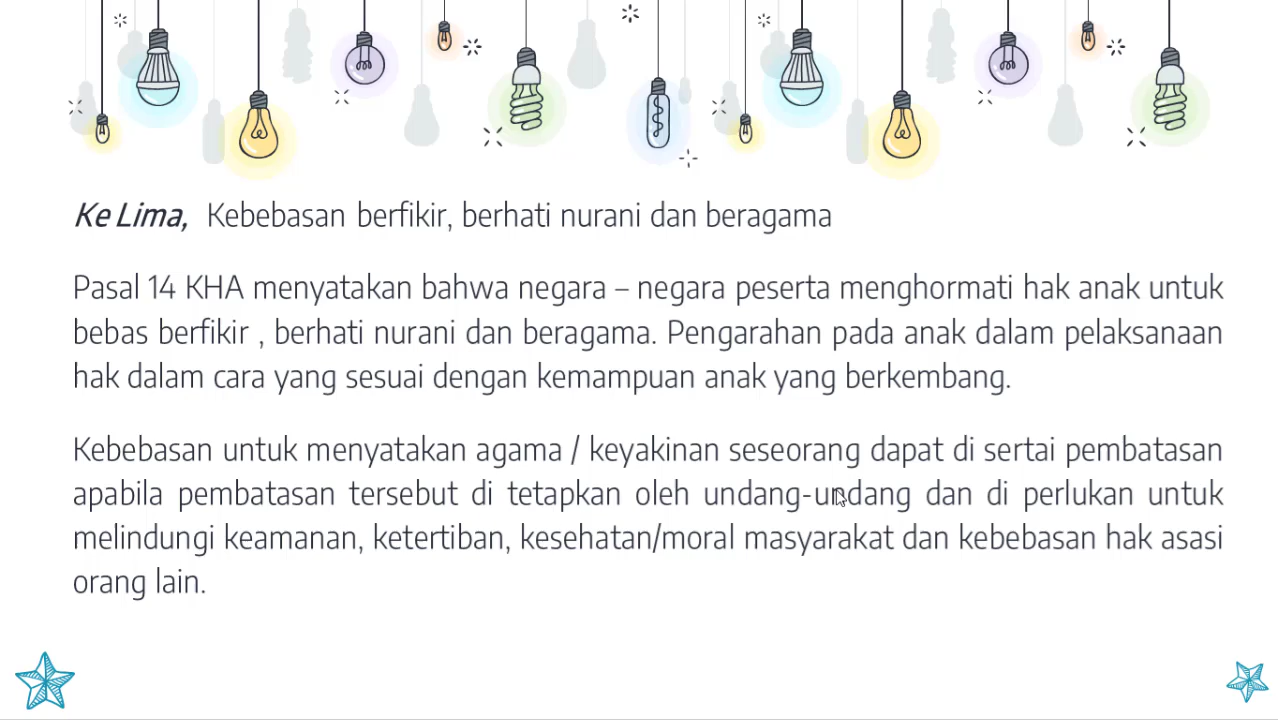 Ke Lima, Kebebasan berfikir, berhati nurani dan beragama
Pasal 14 KHA menyatakan bahwa negara – negara peserta menghormati hak anak untuk
bebas berfikir , berhati nurani dan beragama. Pengarahan pada anak dalam pelaksanaan
hak dalam cara yang sesuai dengan kemampuan anak yang berkembang.
Kebebasan untuk menyatakan agama / keyakinan seseorang dapat di sertai pembatasan
apabila pembatasan tersebut di tetapkan oleh undang-undang dan di perlukan untuk
melindungi keamanan, ketertiban, kesehatan/moral masyarakat dan kebebasan hak asasi
orang lain.